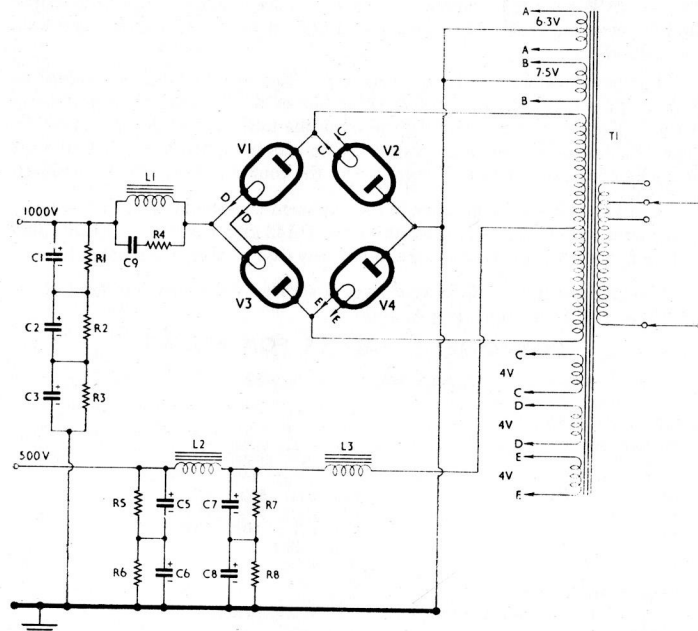 A
6·3V
A
B
7·5V
B
T1
V1
C
C
V2
L1
D
D
1000V
C9
R4
C1
R1
V3
E
E
V4
C2
R2
C
4V
C
C3
R3
D
4V
D
L2
L3
E
4V
E
500V
R5
C5
C7
R7
R6
C6
C8
R8